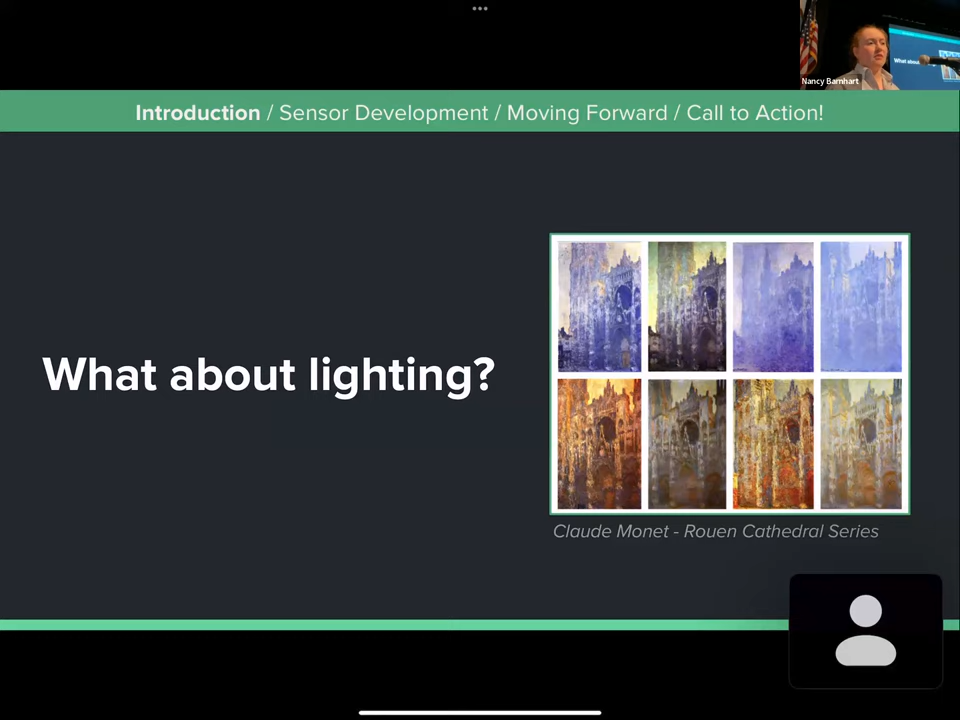 Nancy Barnhart
Introduction / Sensor Development / Moving Forward / Call to Action!
What about lighting?
Claude Monet - Rouen Cathedral Series